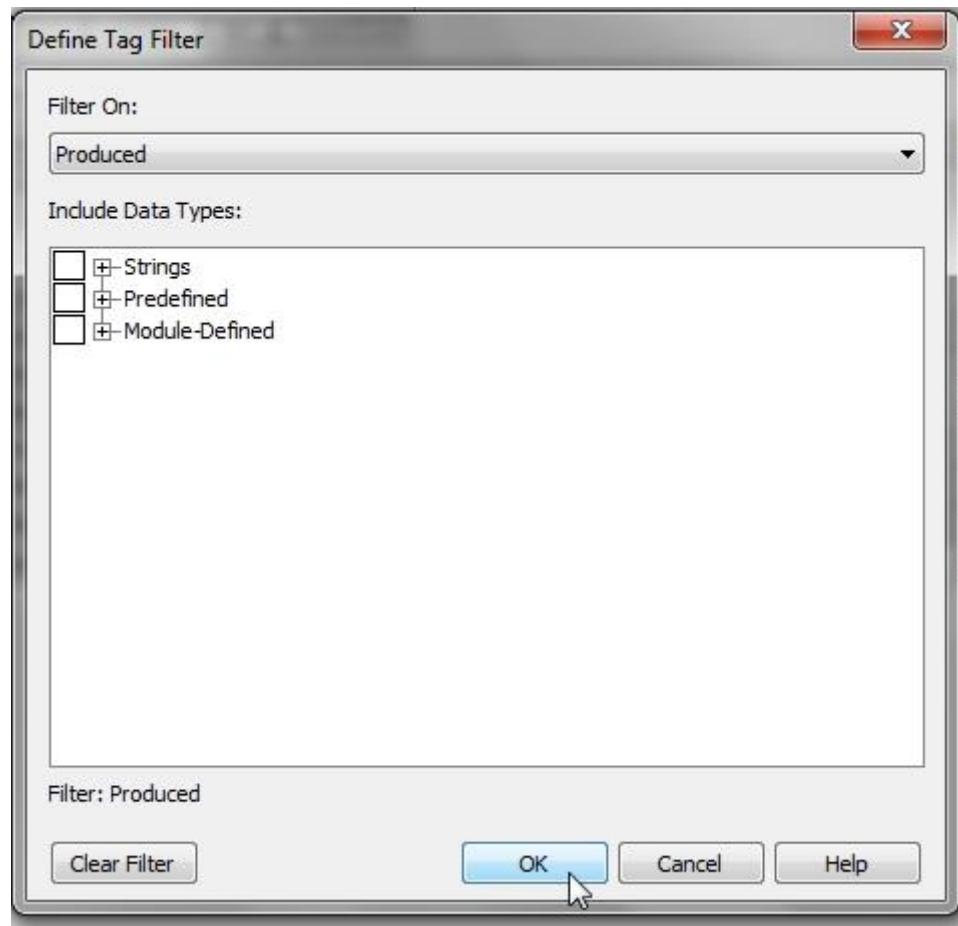 Define Tag Filter
Filter On:
Produced
Include Data Types:
Strings
Predefined
Module-Defined
Filter: Produced
Clear Filter OK Cancel Help